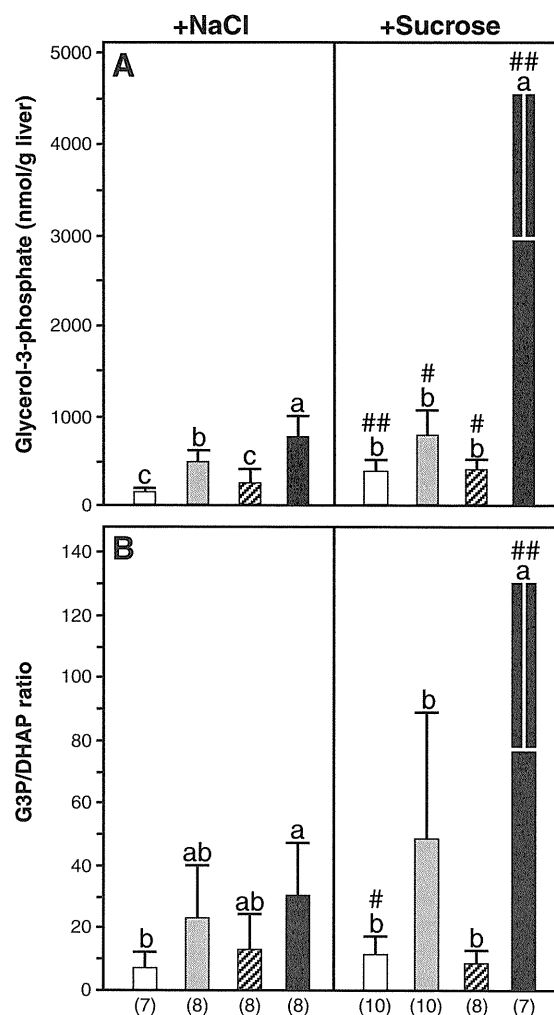 +NaCl +Sucrose
A
Glycerol-3-phosphate (nmol/g liver)
5000
4000
3000
2000
1000
0
c
b
c
a
##
b
#
b
#
b
##
a
B
G3P/DHAP ratio
140
120
100
80
60
40
20
0
b
ab
ab
a
#
b
b
b
##
a
(7) (8) (8) (8) (10) (10) (8) (7)